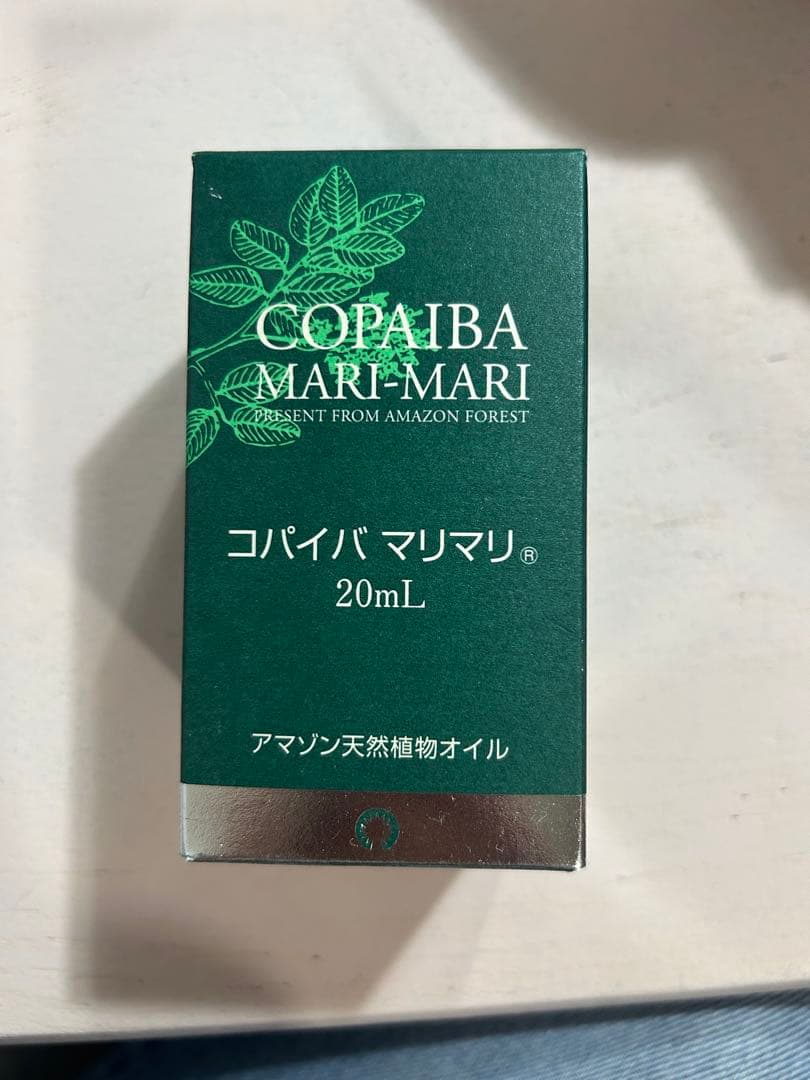 COPAIBA
MARI-MARI
PRESENT FROM AMAZON FOREST
コパイバ マリマリ®
20mL
アマゾン天然植物オイル